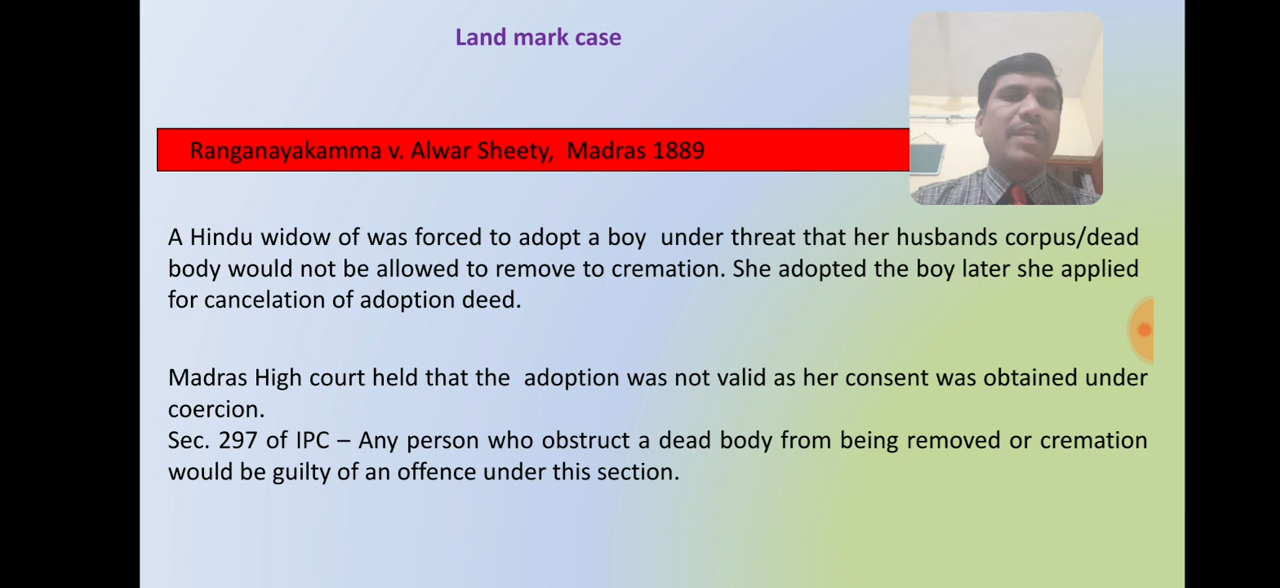 Land mark case
Ranganayakamma v. Alwar Sheety, Madras 1889
A Hindu widow of was forced to adopt a boy under threat that her husbands corpus/dead
body would not be allowed to remove to cremation. She adopted the boy later she applied
for cancelation of adoption deed.
Madras High court held that the adoption was not valid as her consent was obtained under
coercion.
Sec. 297 of IPC – Any person who obstruct a dead body from being removed or cremation
would be guilty of an offence under this section.